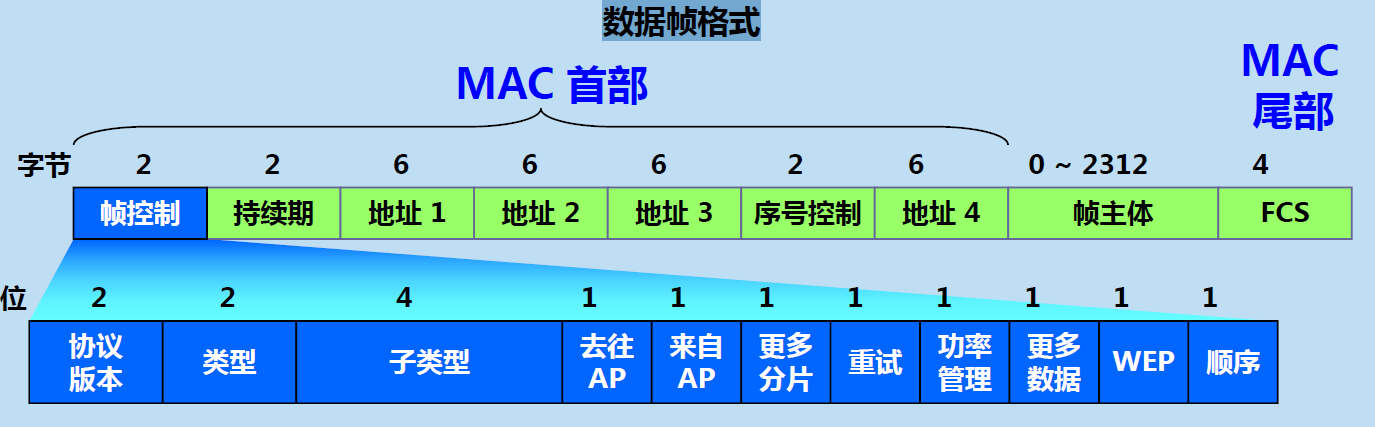 数据帧格式
MAC 首部
MAC
尾部
字节 2 2 6 6 6 2 6 0 ~ 2312 4
帧控制 持续期 地址 1 地址 2 地址 3 序号控制 地址 4 帧主体 FCS
位 2 2 4 1 1 1 1 1 1 1 1
协议
版本
类型
子类型
去往
AP
来自
AP
更多
分片
重试
功率
管理
更多
数据
WEP
顺序